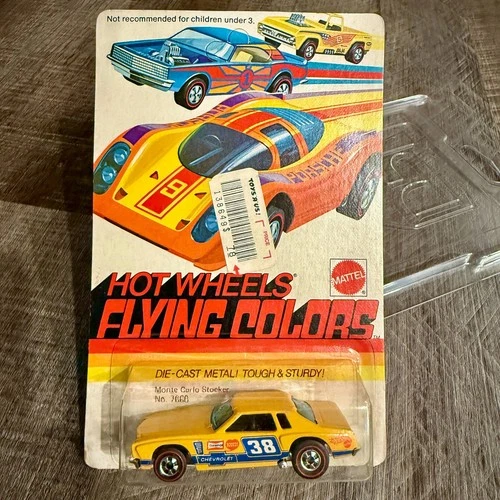 Not recommended for children under 3.
8
TOYS R US
HOT WHEELS®
MATTEL
FLYING COLORS
DIE-CAST METAL! TOUGH & STURDY!
Monte Carlo Stocker
No. 7660
38
CHEVROLET